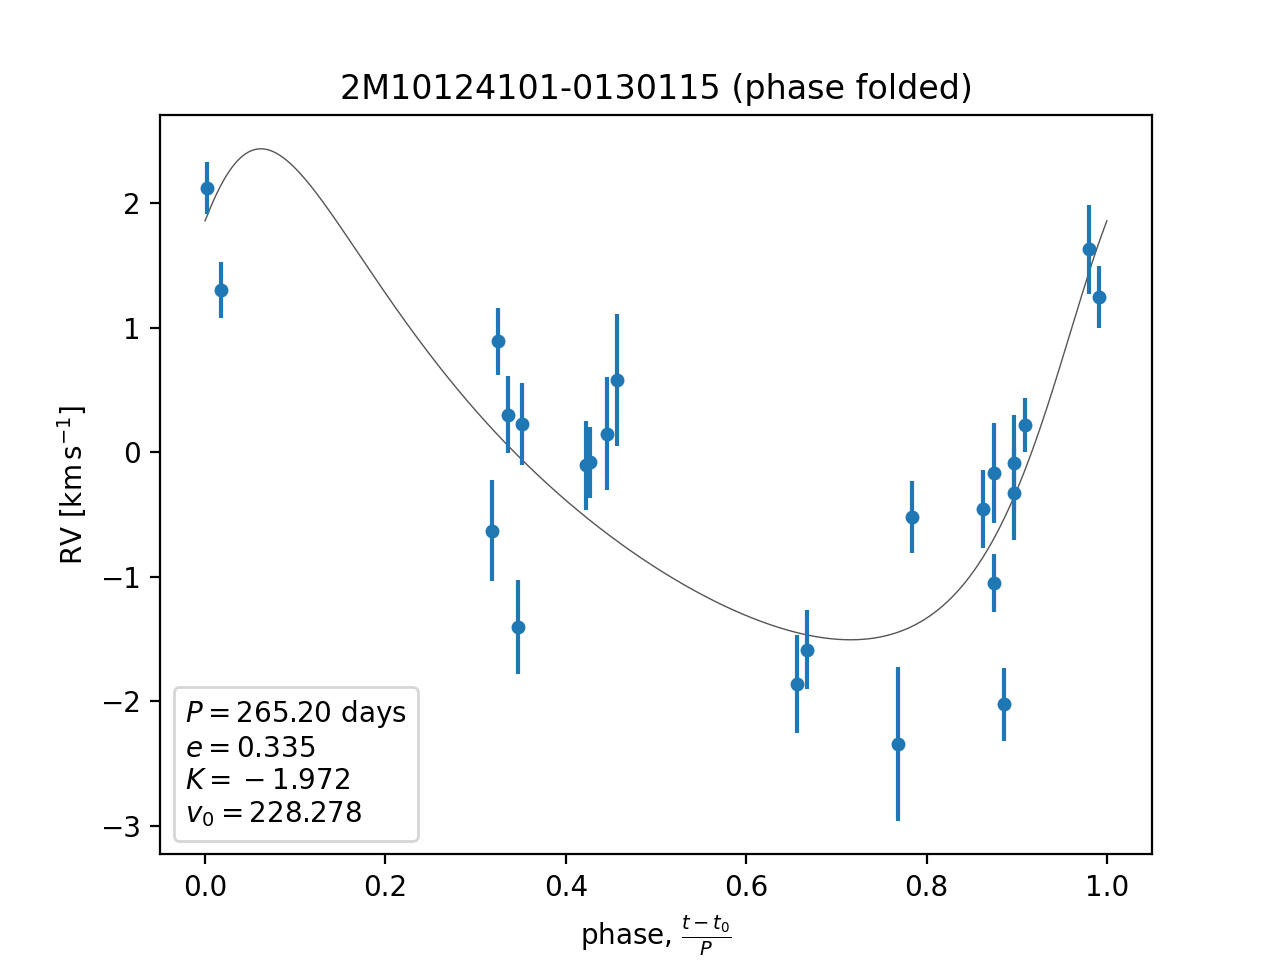 2M10124101-0130115 (phase folded)
2
1
0
−1
−2
−3
RV [km s⁻¹]
P = 265.20 days
e = 0.335
K = −1.972
v₀ = 228.278
0.0 0.2 0.4 0.6 0.8 1.0
phase, (t − t₀)/P